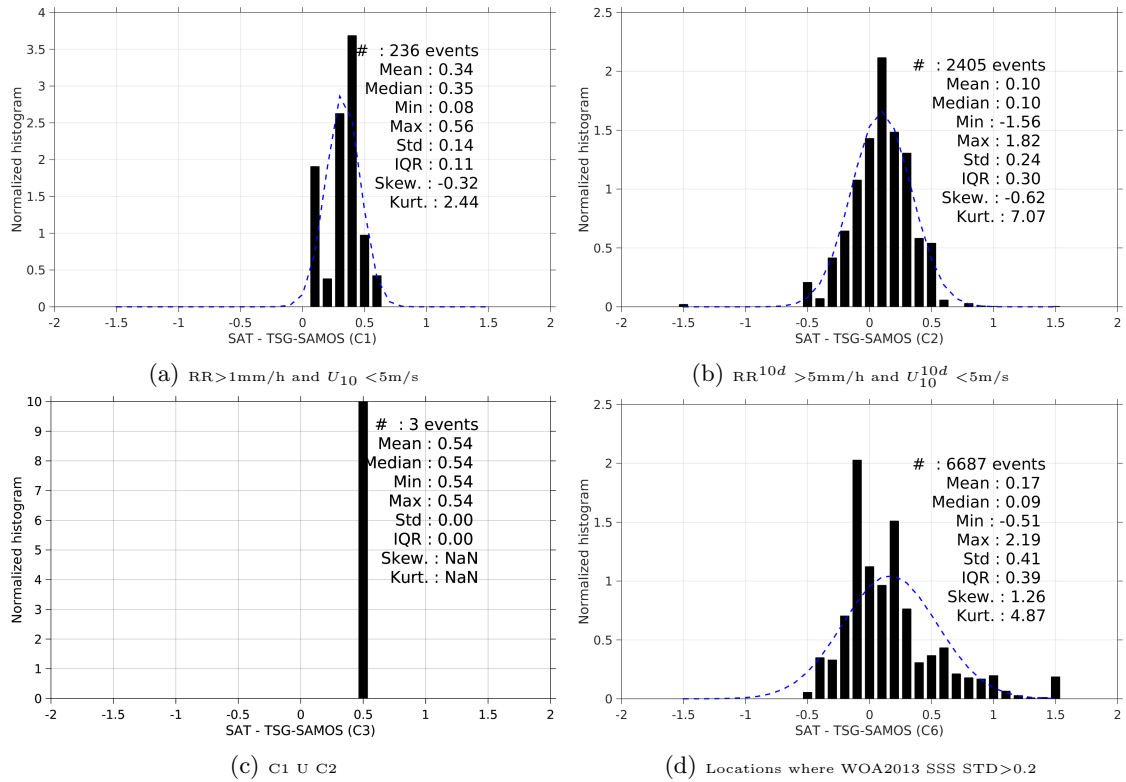 4
3.5
3
2.5
2
1.5
1
0.5
0
Normalized histogram
# : 236 events
Mean : 0.34
Median : 0.35
Min : 0.08
Max : 0.56
Std : 0.14
IQR : 0.11
Skew. : -0.32
Kurt. : 2.44
-2 -1.5 -1 -0.5 0 0.5 1 1.5 2
SAT - TSG-SAMOS (C1)
(a) RR>1mm/h and U10 <5m/s
2.5
2
1.5
1
0.5
0
Normalized histogram
# : 2405 events
Mean : 0.10
Median : 0.10
Min : -1.56
Max : 1.82
Std : 0.24
IQR : 0.30
Skew. : -0.62
Kurt. : 7.07
-2 -1.5 -1 -0.5 0 0.5 1 1.5 2
SAT - TSG-SAMOS (C2)
(b) RR10d >5mm/h and U10 10d <5m/s
10
9
8
7
6
5
4
3
2
1
0
Normalized histogram
# : 3 events
Mean : 0.54
Median : 0.54
Min : 0.54
Max : 0.54
Std : 0.00
IQR : 0.00
Skew. : NaN
Kurt. : NaN
-2 -1.5 -1 -0.5 0 0.5 1 1.5 2
SAT - TSG-SAMOS (C3)
(c) C1 U C2
2.5
2
1.5
1
0.5
0
Normalized histogram
# : 6687 events
Mean : 0.17
Median : 0.09
Min : -0.51
Max : 2.19
Std : 0.41
IQR : 0.39
Skew. : 1.26
Kurt. : 4.87
-2 -1.5 -1 -0.5 0 0.5 1 1.5 2
SAT - TSG-SAMOS (C6)
(d) Locations where WOA2013 SSS STD>0.2